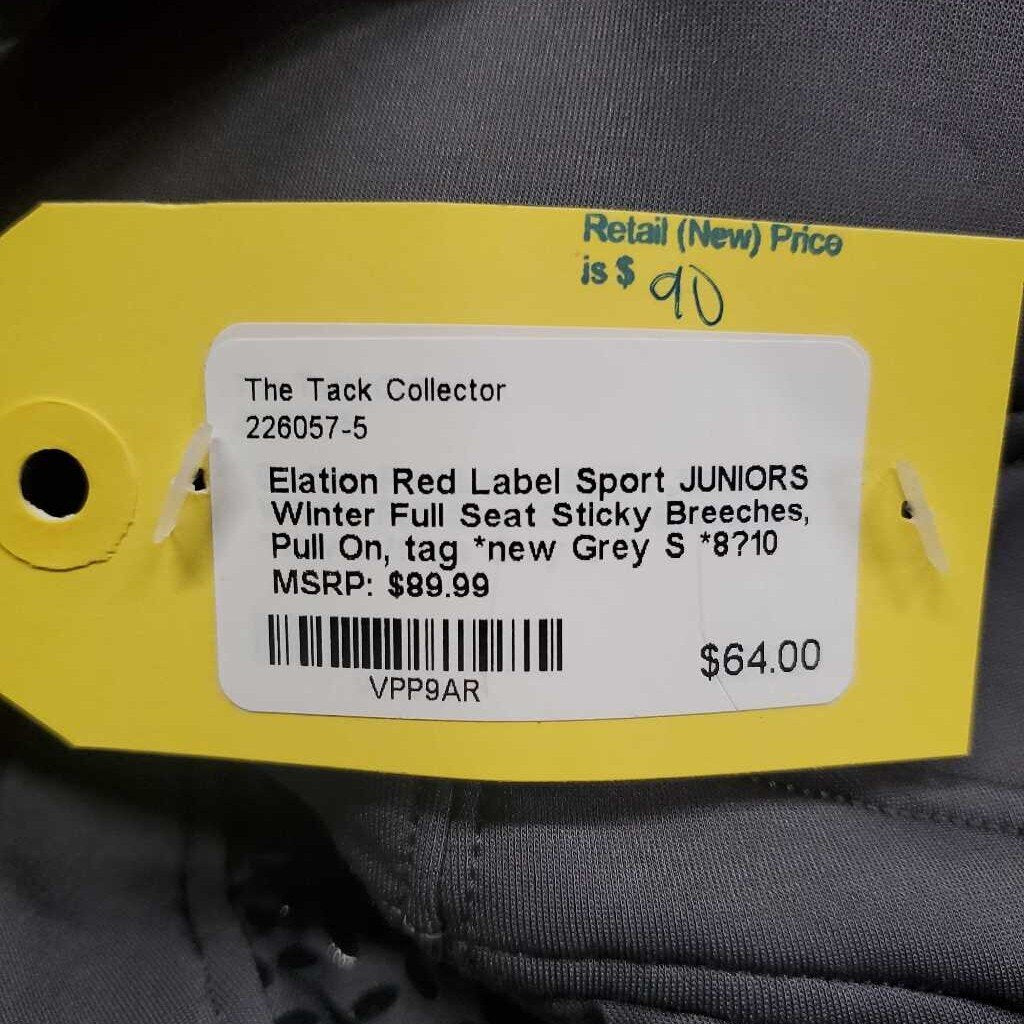 Retail (New) Price
is $ 90
The Tack Collector
226057-5
Elation Red Label Sport JUNIORS
Winter Full Seat Sticky Breeches,
Pull On, tag *new Grey S *8?10
MSRP: $89.99
$64.00
VPP9AR